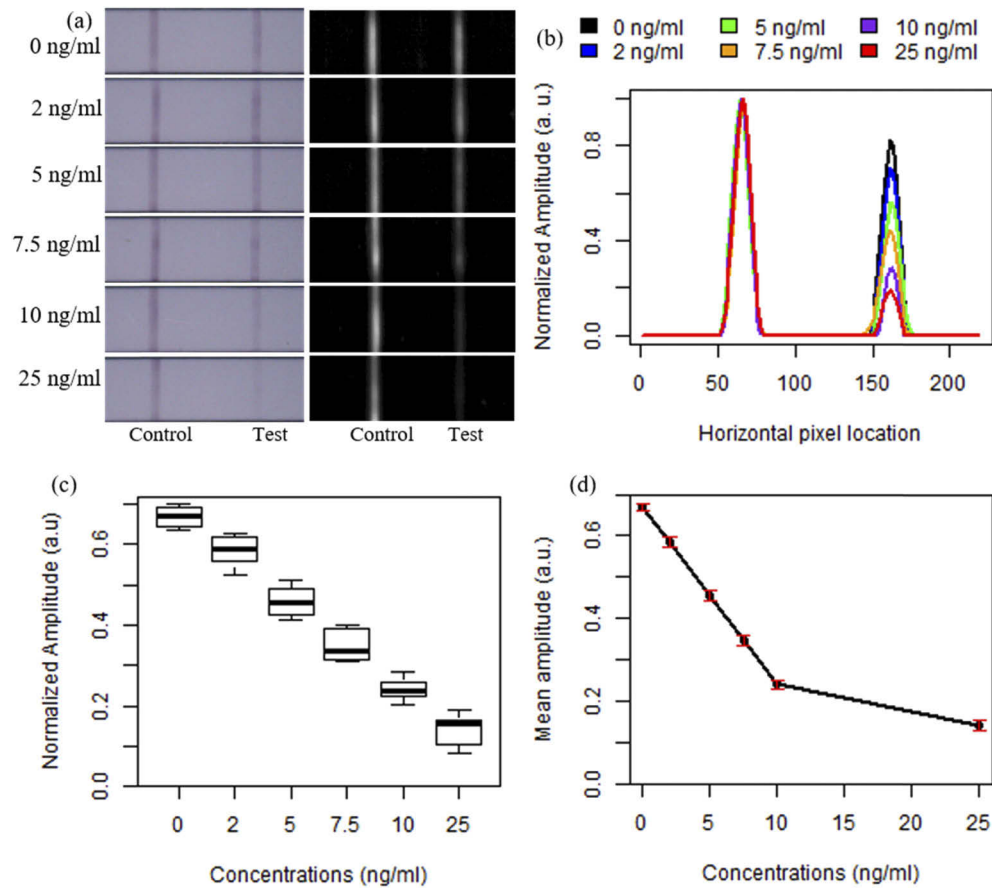 (a)
0 ng/ml
2 ng/ml
5 ng/ml
7.5 ng/ml
10 ng/ml
25 ng/ml
Control Test Control Test
(b)
0 ng/ml 5 ng/ml 10 ng/ml
2 ng/ml 7.5 ng/ml 25 ng/ml
Normalized Amplitude (a. u.)
0.8
0.4
0.0
0 50 100 150 200
Horizontal pixel location
(c)
Normalized Amplitude (a.u)
0.6
0.4
0.2
0.0
0 2 5 7.5 10 25
Concentrations (ng/ml)
(d)
Mean amplitude (a.u.)
0.6
0.4
0.2
0.0
0 5 10 15 20 25
Concentrations (ng/ml)